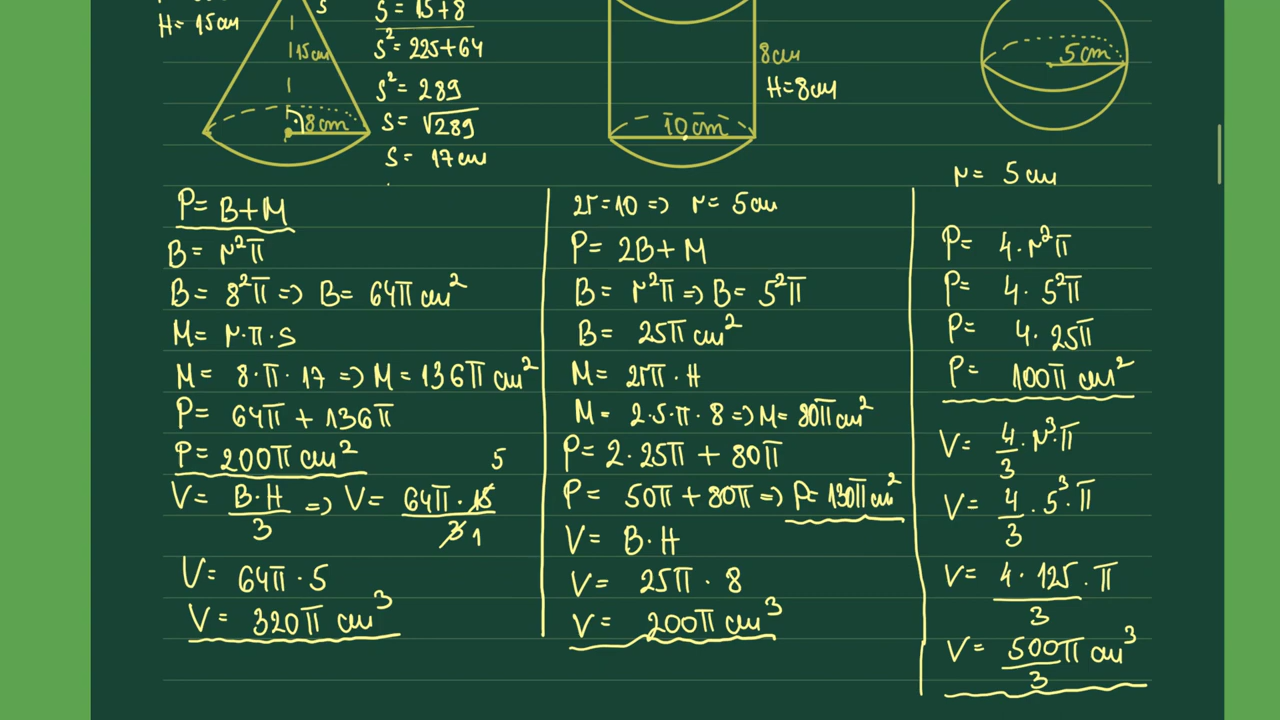 H= 15cm
S
15cm
8cm
S = 15+8
S² = 225+64
S² = 289
S = √289
S = 17cm
P= B+M
B= r²π
B= 8²π => B= 64π cm²
M= r·π·S
M= 8·π·17 => M= 136π cm²
P= 64π + 136π
P= 200π cm²
V= B·H/3 => V= 64π·15/3 5 1
V= 64π·5
V= 320π cm³
8cm
H=8cm
10cm
2r=10 => r= 5cm
P= 2B+M
B= r²π => B= 5²π
B= 25π cm²
M= 2rπ·H
M= 2·5·π·8 => M= 80π cm²
P= 2·25π + 80π
P= 50π + 80π => P= 130π cm²
V= B·H
V= 25π·8
V= 200π cm³
5cm
r= 5cm
P= 4·r²π
P= 4·5²π
P= 4·25π
P= 100π cm²
V= 4/3·r³·π
V= 4/3·5³·π
V= 4·125/3·π
V= 500/3π cm³